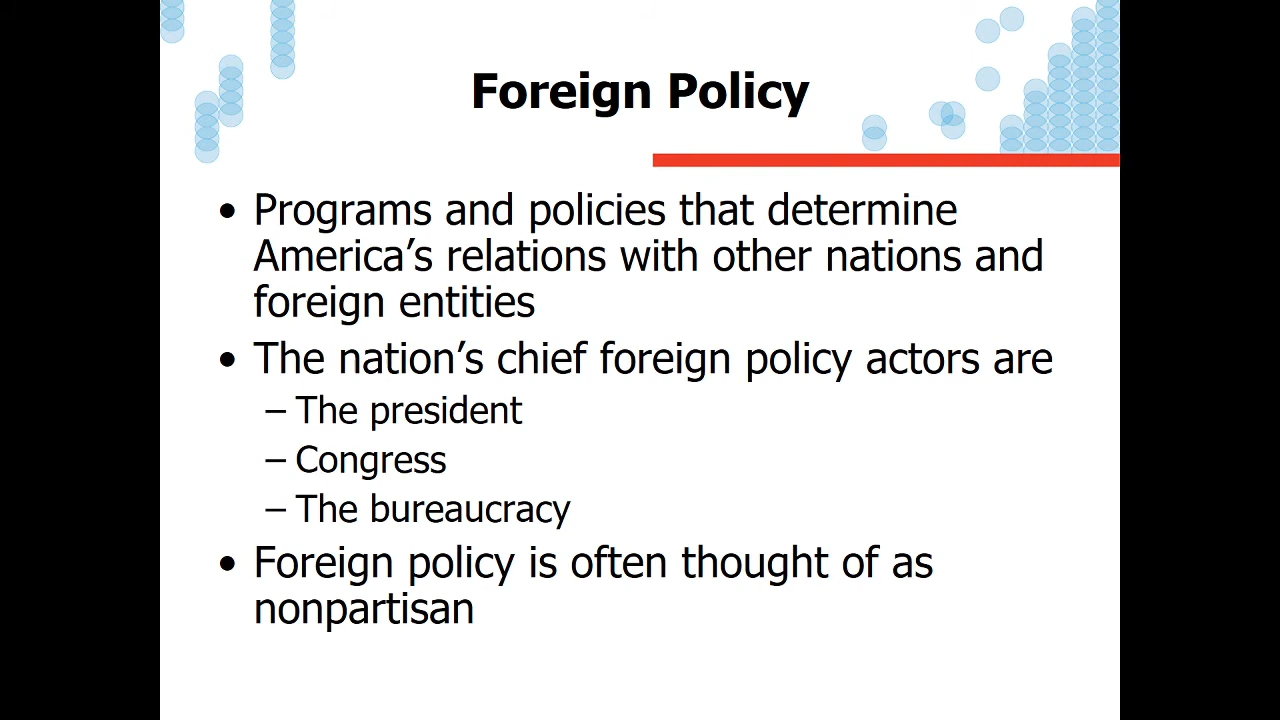 Foreign Policy
• Programs and policies that determine
America’s relations with other nations and
foreign entities
• The nation’s chief foreign policy actors are
– The president
– Congress
– The bureaucracy
• Foreign policy is often thought of as
nonpartisan